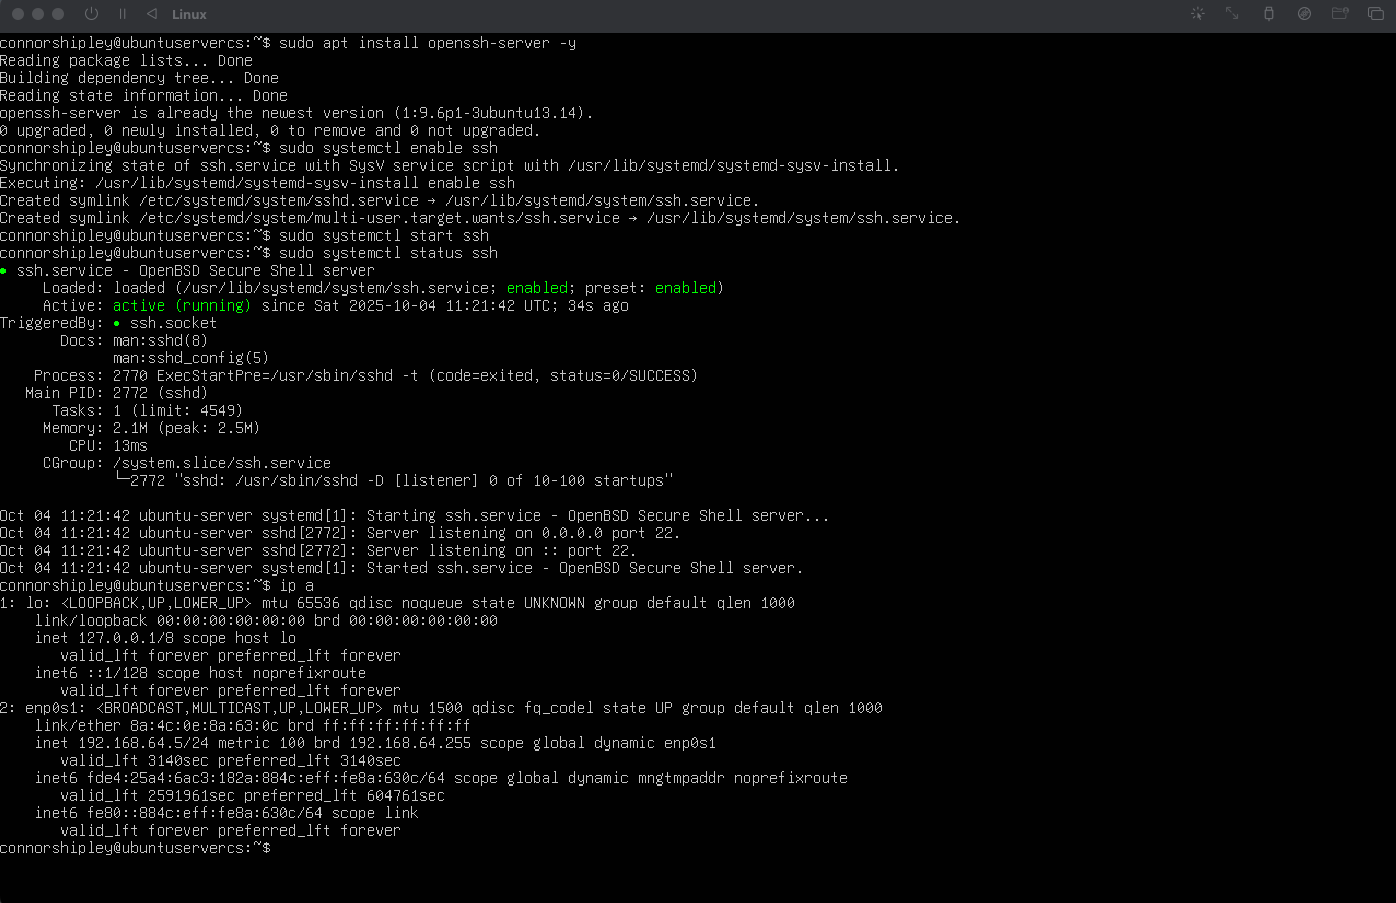 Linux
connorshipley@ubuntuservercs:~$ sudo apt install openssh-server -y
Reading package lists... Done
Building dependency tree... Done
Reading state information... Done
openssh-server is already the newest version (1:9.6p1-3ubuntu13.14).
0 upgraded, 0 newly installed, 0 to remove and 0 not upgraded.
connorshipley@ubuntuservercs:~$ sudo systemctl enable ssh
Synchronizing state of ssh.service with SysV service script with /usr/lib/systemd/systemd-sysv-install.
Executing: /usr/lib/systemd/systemd-sysv-install enable ssh
Created symlink /etc/systemd/system/sshd.service → /usr/lib/systemd/system/ssh.service.
Created symlink /etc/systemd/system/multi-user.target.wants/ssh.service → /usr/lib/systemd/system/ssh.service.
connorshipley@ubuntuservercs:~$ sudo systemctl start ssh
connorshipley@ubuntuservercs:~$ sudo systemctl status ssh
● ssh.service - OpenBSD Secure Shell server
     Loaded: loaded (/usr/lib/systemd/system/ssh.service; enabled; preset: enabled)
     Active: active (running) since Sat 2025-10-04 11:21:42 UTC; 34s ago
TriggeredBy: ● ssh.socket
       Docs: man:sshd(8)
             man:sshd_config(5)
    Process: 2770 ExecStartPre=/usr/sbin/sshd -t (code=exited, status=0/SUCCESS)
   Main PID: 2772 (sshd)
      Tasks: 1 (limit: 4549)
     Memory: 2.1M (peak: 2.5M)
        CPU: 13ms
     CGroup: /system.slice/ssh.service
             └─2772 "sshd: /usr/sbin/sshd -D [listener] 0 of 10-100 startups"
Oct 04 11:21:42 ubuntu-server systemd[1]: Starting ssh.service - OpenBSD Secure Shell server...
Oct 04 11:21:42 ubuntu-server sshd[2772]: Server listening on 0.0.0.0 port 22.
Oct 04 11:21:42 ubuntu-server sshd[2772]: Server listening on :: port 22.
Oct 04 11:21:42 ubuntu-server systemd[1]: Started ssh.service - OpenBSD Secure Shell server.
connorshipley@ubuntuservercs:~$ ip a
1: lo: <LOOPBACK,UP,LOWER_UP> mtu 65536 qdisc noqueue state UNKNOWN group default qlen 1000
    link/loopback 00:00:00:00:00:00 brd 00:00:00:00:00:00
    inet 127.0.0.1/8 scope host lo
       valid_lft forever preferred_lft forever
    inet6 ::1/128 scope host noprefixroute
       valid_lft forever preferred_lft forever
2: enp0s1: <BROADCAST,MULTICAST,UP,LOWER_UP> mtu 1500 qdisc fq_codel state UP group default qlen 1000
    link/ether 8a:4c:0e:8a:63:0c brd ff:ff:ff:ff:ff:ff
    inet 192.168.64.5/24 metric 100 brd 192.168.64.255 scope global dynamic enp0s1
       valid_lft 3140sec preferred_lft 3140sec
    inet6 fde4:25a4:6ac3:182a:884c:eff:fe8a:630c/64 scope global dynamic mngtmpaddr noprefixroute
       valid_lft 2591961sec preferred_lft 604761sec
    inet6 fe80::884c:eff:fe8a:630c/64 scope link
       valid_lft forever preferred_lft forever
connorshipley@ubuntuservercs:~$